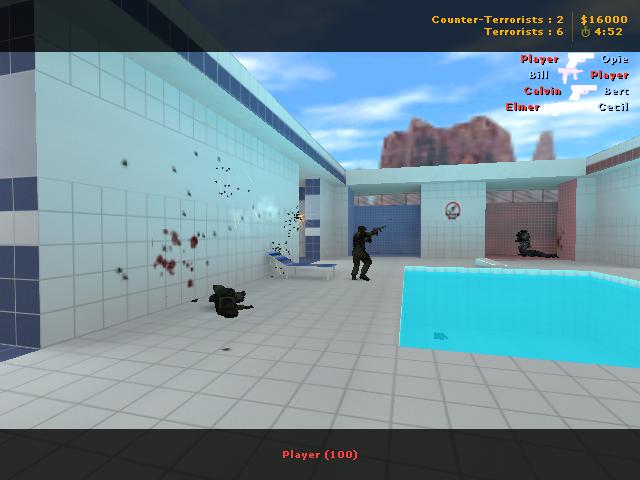 Counter-Terrorists : 2 $16000
Terrorists : 6 4:52
Player Opie
Bill Player
Calvin Bert
Elmer Cecil
Player (100)